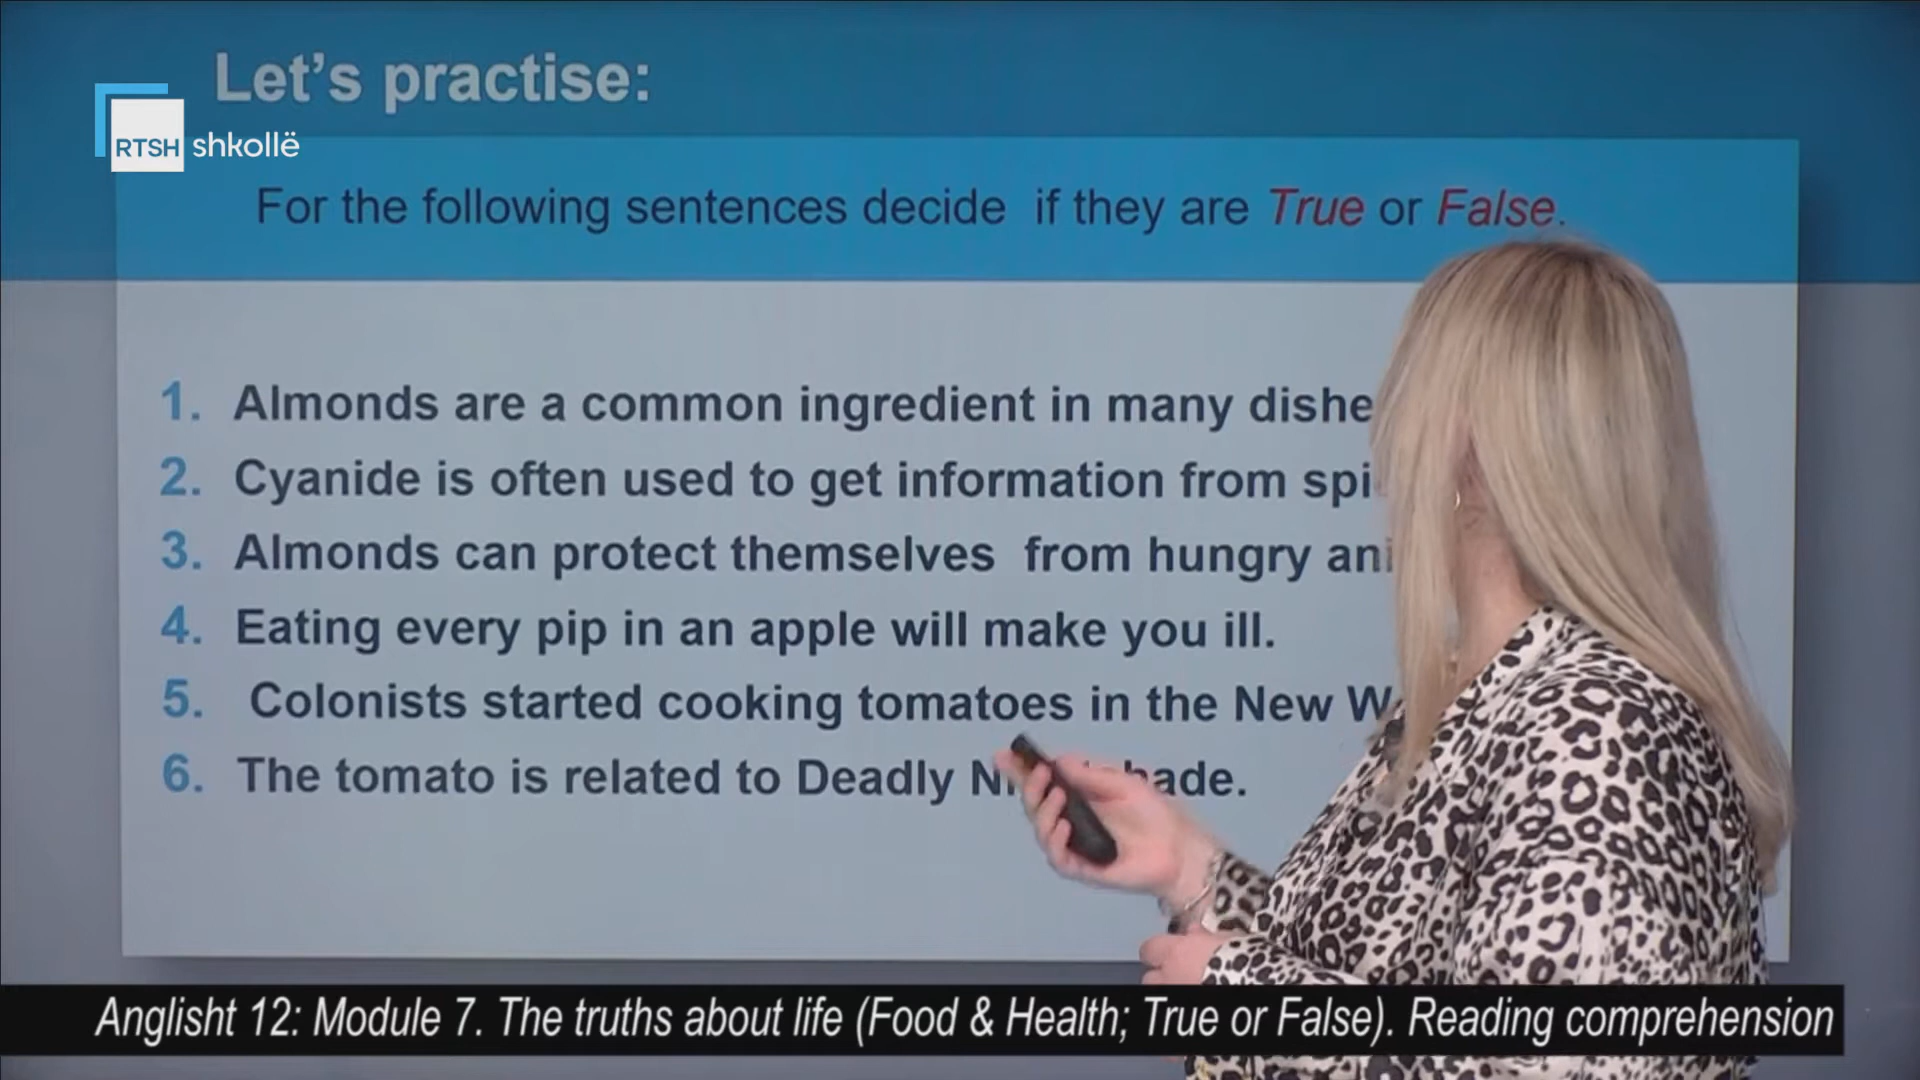 Let's practise:
RTSH shkollë
For the following sentences decide if they are True or False.
1. Almonds are a common ingredient in many
2. Cyanide is often used to get information from
3. Almonds can protect themselves from hungry
4. Eating every pip in an apple will make you ill.
5. Colonists started cooking tomatoes in the New
6. The tomato is related to Deadly
Anglisht 12: Module 7. The truths about life (Food & Health; True or False). Reading comprehension